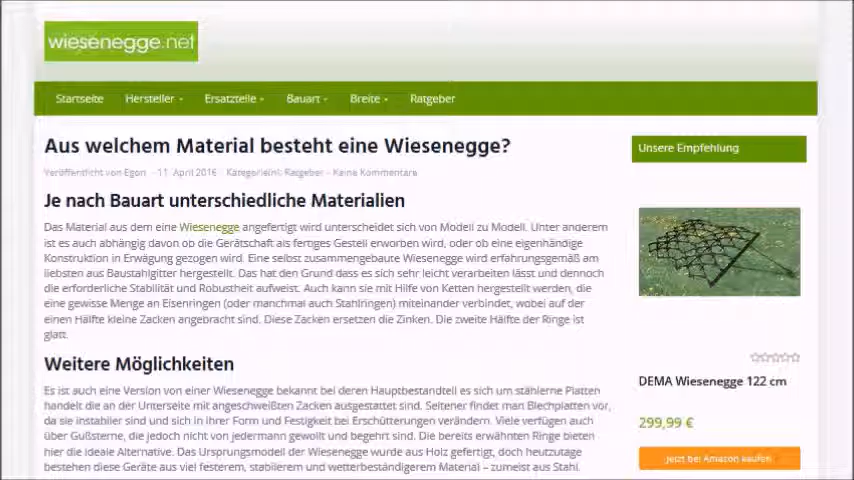 wiesenegge.net
Startseite Hersteller Ersatzteile Bauart Breite Ratgeber
Aus welchem Material besteht eine Wiesenegge?
Veröffentlicht von Egon - 11. April 2016 - Kategorie(n): Ratgeber - Keine Kommentare
Je nach Bauart unterschiedliche Materialien
Das Material aus dem eine Wiesenegge angefertigt wird unterscheidet sich von Modell zu Modell. Unter anderem
ist es auch abhängig davon ob die Gerätschaft als fertiges Gestell erworben wird, oder ob eine eigenhändige
Konstruktion in Erwägung gezogen wird. Eine selbst zusammengebaute Wiesenegge wird erfahrungsgemäß am
liebsten aus Baustahlgitter hergestellt. Das hat den Grund dass es sich sehr leicht verarbeiten lässt und dennoch
die erforderliche Stabilität und Robustheit aufweist. Auch kann sie mit Hilfe von Ketten hergestellt werden, die
eine gewisse Menge an Eisenringen (oder manchmal auch Stahlringen) miteinander verbindet, wobei auf der
einen Hälfte kleine Zacken angebracht sind. Diese Zacken ersetzen die Zinken. Die zweite Hälfte der Ringe ist
glatt.
Weitere Möglichkeiten
Es ist auch eine Version von einer Wiesenegge bekannt bei deren Hauptbestandteil es sich um stählerne Platten
handelt die an der Unterseite mit angeschweißten Zacken ausgestattet sind. Seltener findet man Blechplatten vor,
da sie instabiler sind und sich in ihrer Form und Festigkeit bei Erschütterungen verändern. Viele verfügen auch
über Gußsterne, die jedoch nicht von jedermann gewollt und begehrt sind. Die bereits erwähnten Ringe bieten
hier die ideale Alternative. Das Ursprungsmodell der Wiesenegge wurde aus Holz gefertigt, doch heutzutage
bestehen diese Geräte aus viel festerem, stabilerem und wetterbeständigerem Material – zumeist aus Stahl.
Unsere Empfehlung
DEMA Wiesenegge 122 cm
299,99 €
Jetzt bei Amazon kaufen